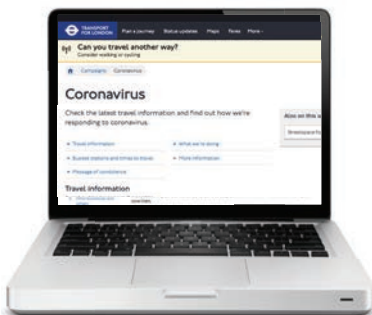 TRANSPORT
FOR LONDON
Plan a journey Status updates Maps Fares More
Can you travel another way?
Consider walking or cycling
Campaigns Coronavirus
Coronavirus
Check the latest travel information and find out how we're
responding to coronavirus.
Also on this
Travel information What we're doing
Busiest stations and times to travel More information
Message of condolence
Travel information